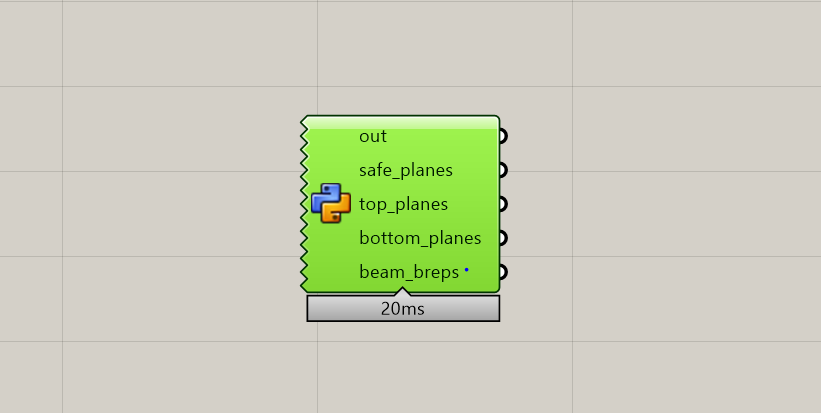 out
safe_planes
top_planes
bottom_planes
beam_breps
20ms